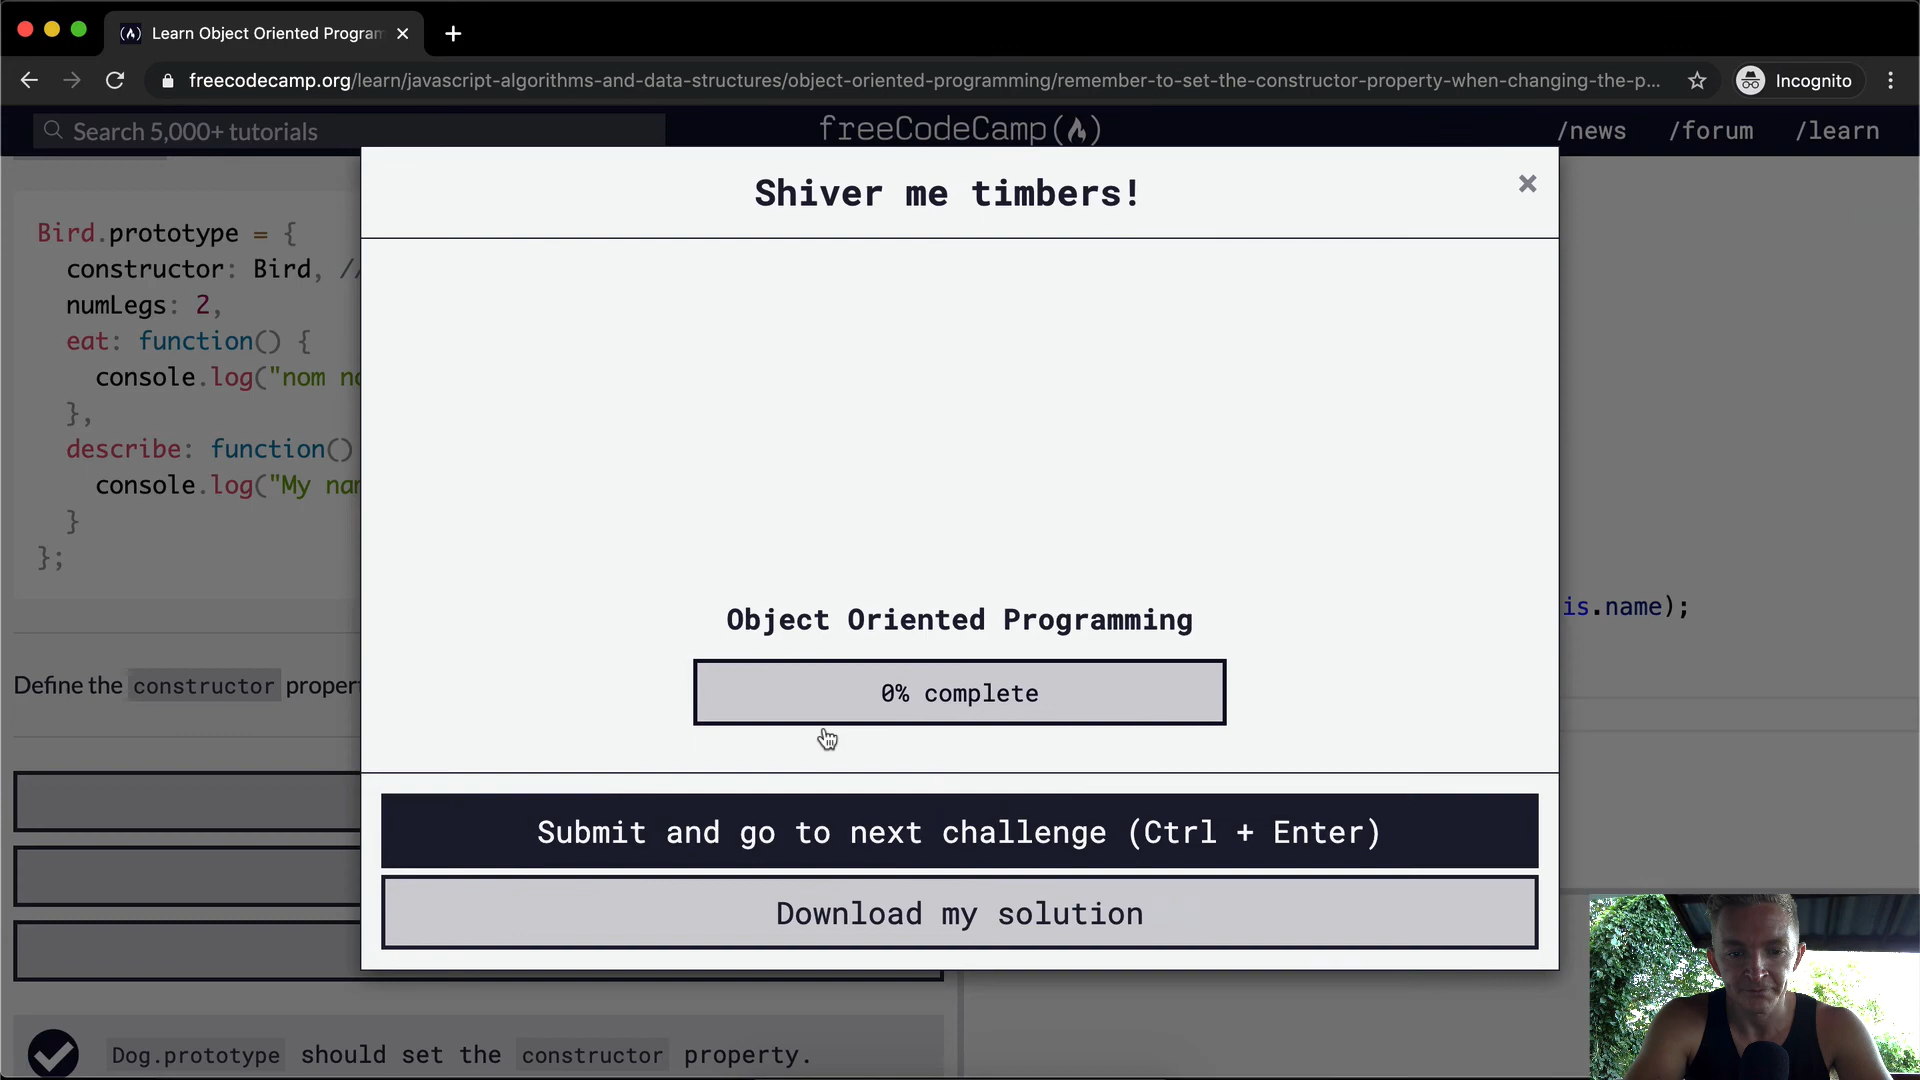 Learn Object Oriented Program
freecodecamp.org/learn/javascript-algorithms-and-data-structures/object-oriented-programming/remember-to-set-the-constructor-property-when-changing-the-p...
Incognito
Search 5,000+ tutorials
freeCodeCamp(🔥)
/news
/forum
/learn
Shiver me timbers!
×
Bird.prototype = {
constructor: Bird, //
numLegs: 2,
eat: function() {
console.log("nom no
},
describe: function()
console.log("My nam
}
};
is.name);
Define the constructor proper
Object Oriented Programming
0% complete
Submit and go to next challenge (Ctrl + Enter)
Download my solution
Dog.prototype should set the constructor property.